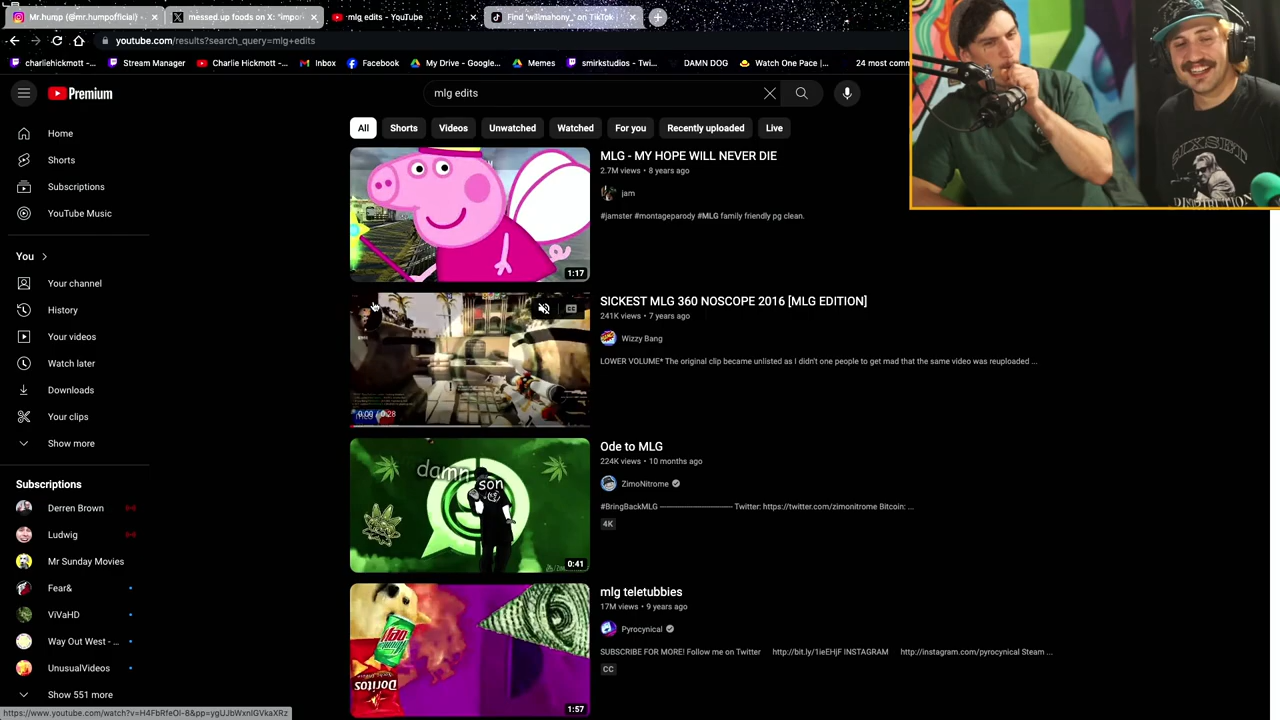 Mr.hump (@mr.humpofficial) •
messed up foods on X: "impor
mlg edits - YouTube
Find 'willmahony_' on TikTok
youtube.com/results?search_query=mlg+edits
charliehickmott - Twitch
Stream Manager
Charlie Hickmott -...
Inbox
Facebook
My Drive - Google...
Memes
smirkstudios - Twi...
DAMN DOG
Watch One Pace |...
24 most comm
Premium
mlg edits
All
Shorts
Videos
Unwatched
Watched
For you
Recently uploaded
Live
Home
Shorts
Subscriptions
YouTube Music
You
Your channel
History
Your videos
Watch later
Downloads
Your clips
Show more
Subscriptions
Derren Brown
Ludwig
Mr Sunday Movies
Fear&
ViVaHD
Way Out West - ...
UnusualVideos
Show 551 more
MLG - MY HOPE WILL NEVER DIE
2.7M views • 8 years ago
jam
#jamster #montageparody #MLG family friendly pg clean.
1:17
SICKEST MLG 360 NOSCOPE 2016 [MLG EDITION]
241K views • 7 years ago
Wizzy Bang
LOWER VOLUME* The original clip became unlisted as I didn't one people to get mad that the same video was reuploaded ...
CC
0:00 / 0:28
Ode to MLG
224K views • 10 months ago
ZimoNitrome
#BringBackMLG ——————————— Twitter: https://twitter.com/zimonitrome Bitcoin: ...
4K
damn
son
0:41
mlg teletubbies
17M views • 9 years ago
Pyrocynical
SUBSCRIBE FOR MORE! Follow me on Twitter http://bit.ly/1ieEHjF INSTAGRAM http://instagram.com/pyrocynical Steam ...
CC
Doritos
1:57
SIXSET